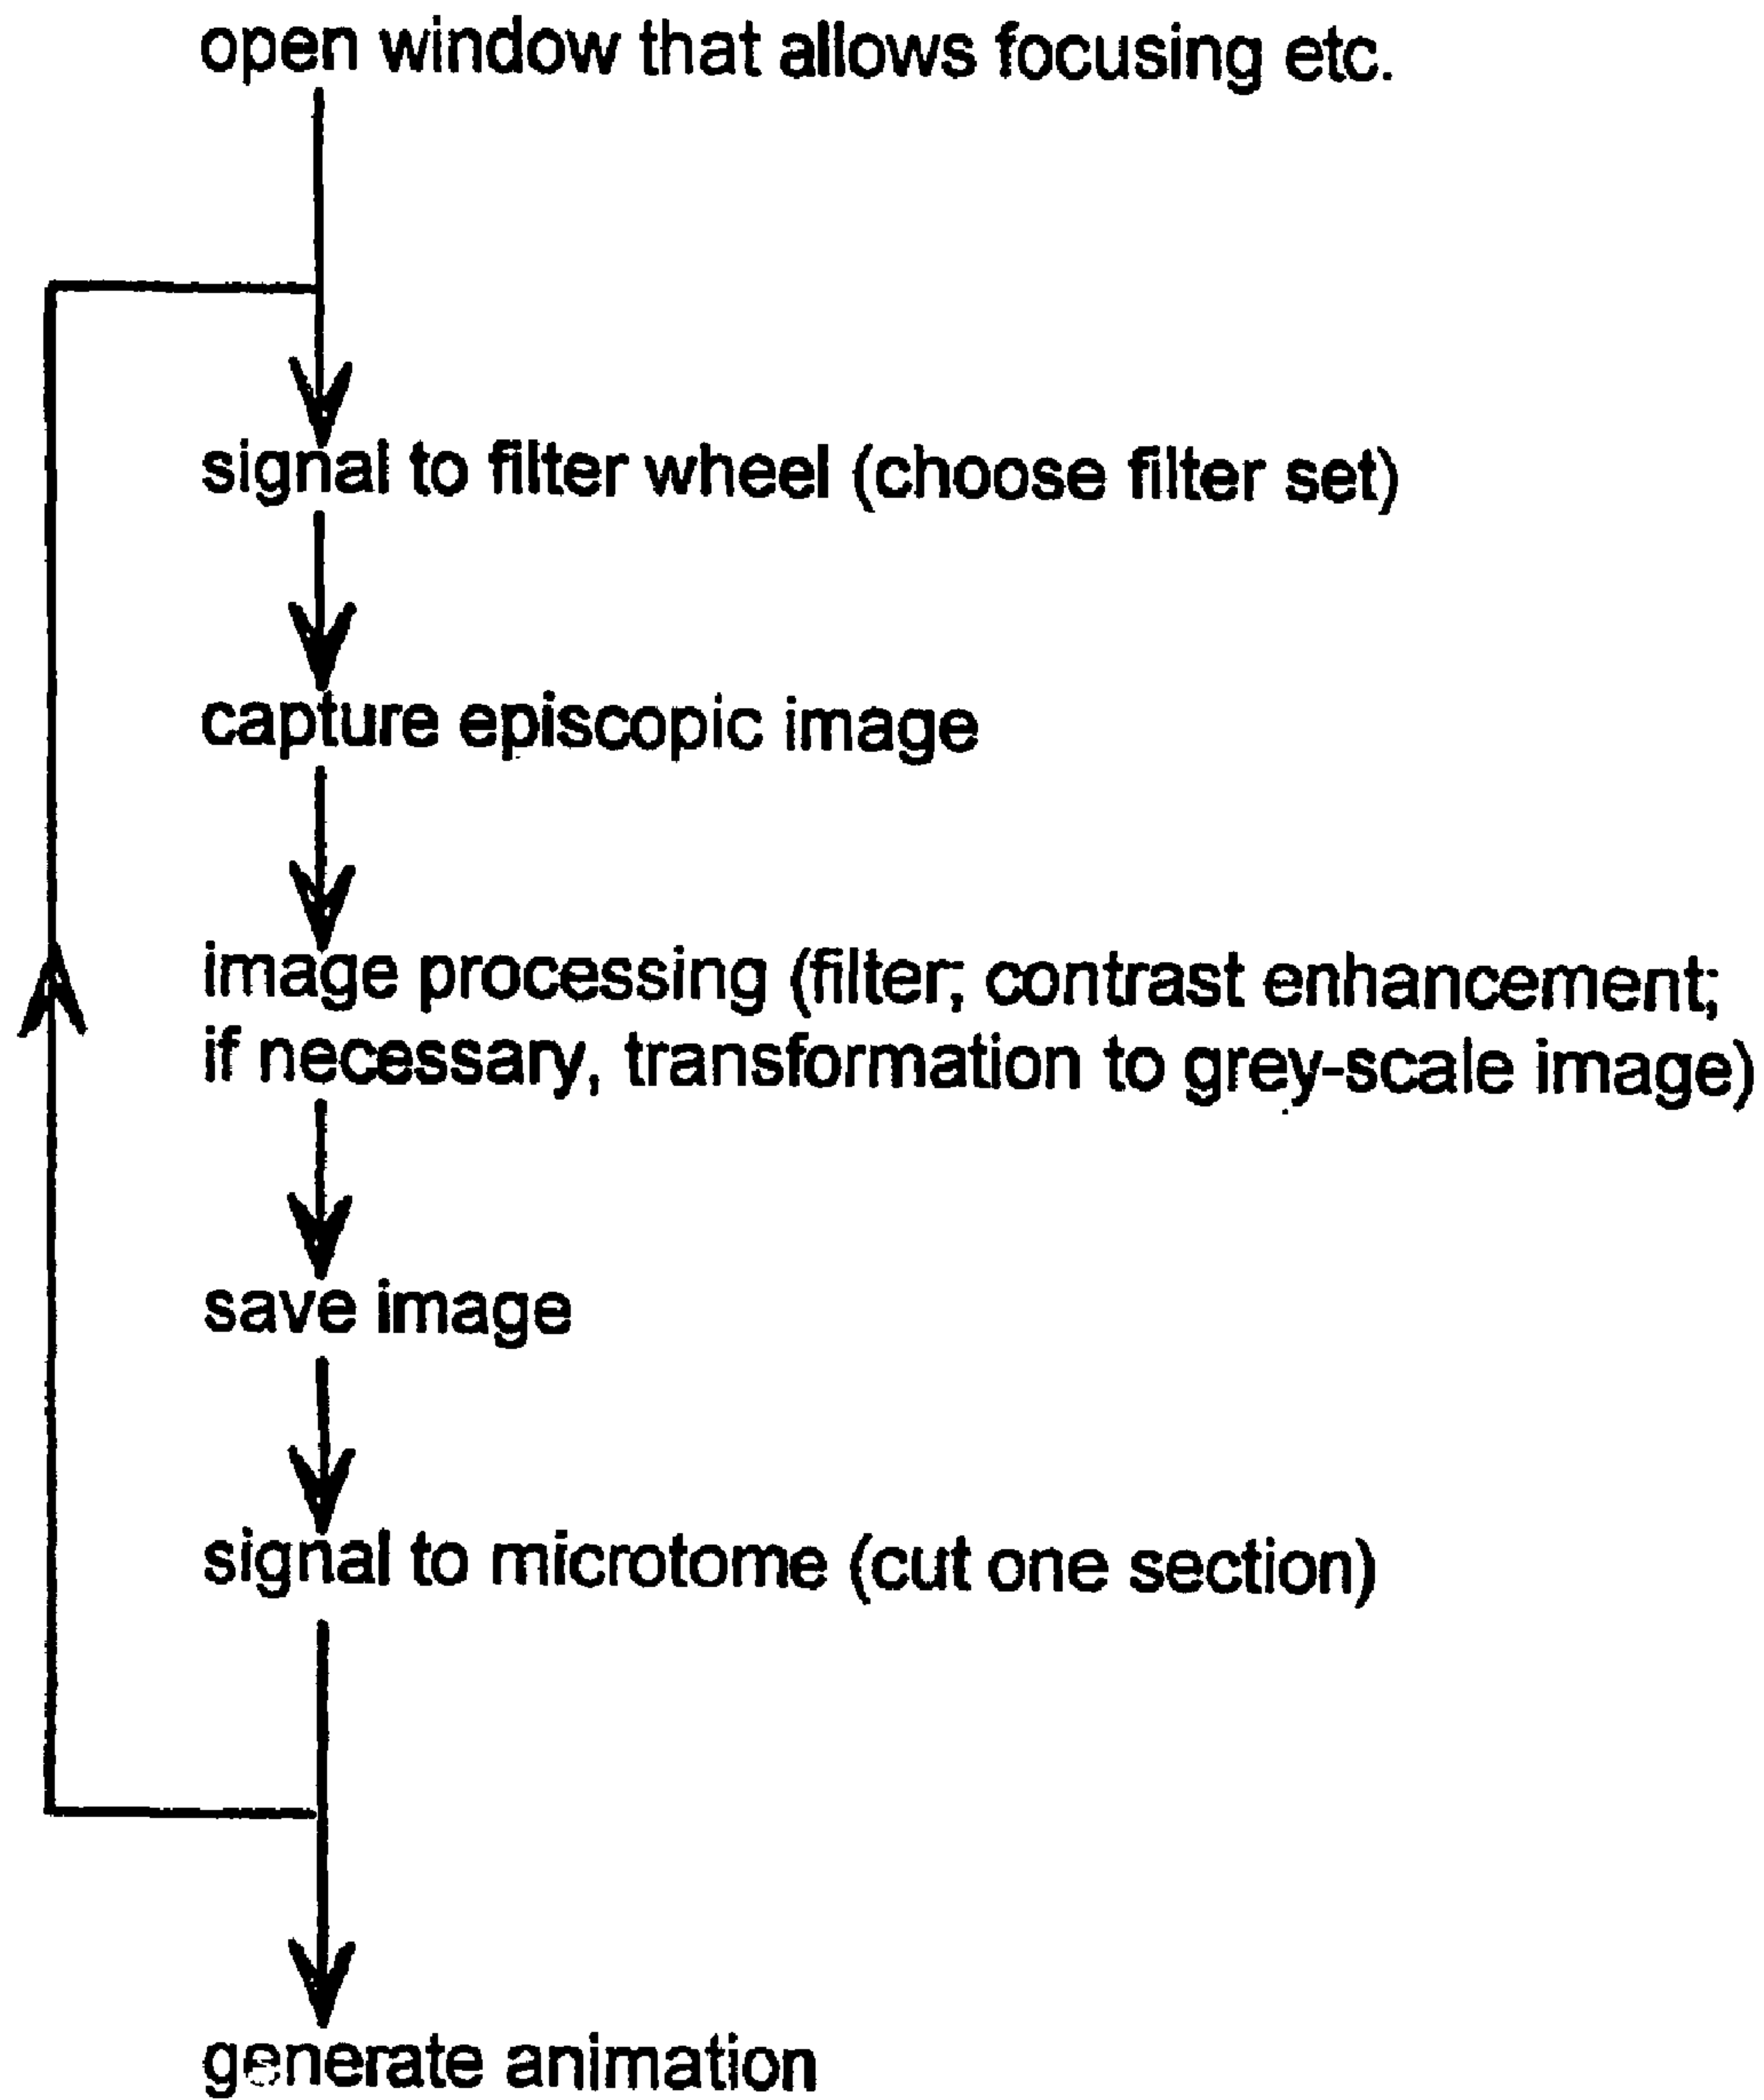 open window that allows focusing etc.
signal to filter wheel (choose filter set)
capture episcopic image
image processing (filter; contrast enhancement;
if necessary, transformation to grey-scale image)
save image
signal to microtome (cut one section)
generate animation